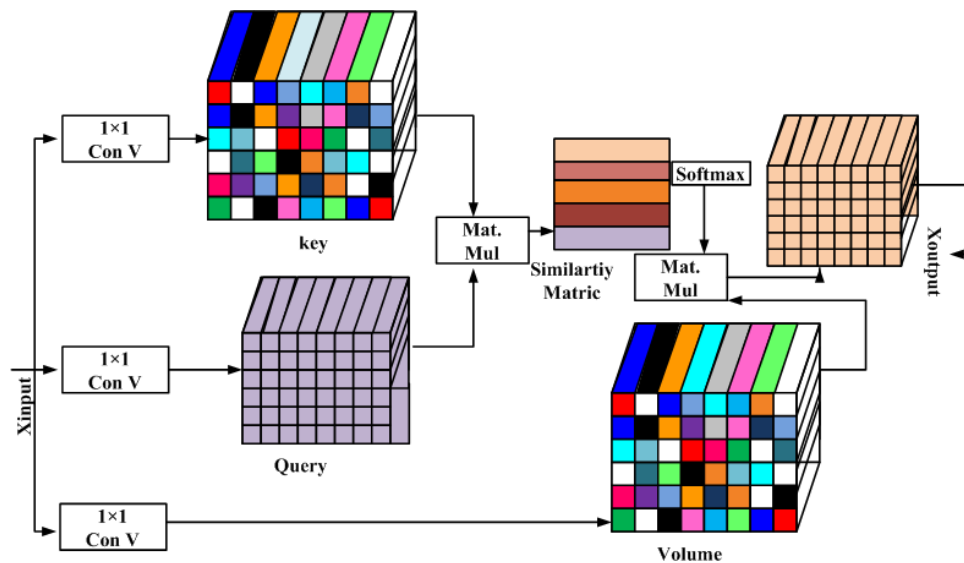 1×1
Con V
key
Mat.
Mul
Similartiy
Matric
Softmax
Mat.
Mul
Xoutput
Xinput
1×1
Con V
Query
1×1
Con V
Volume